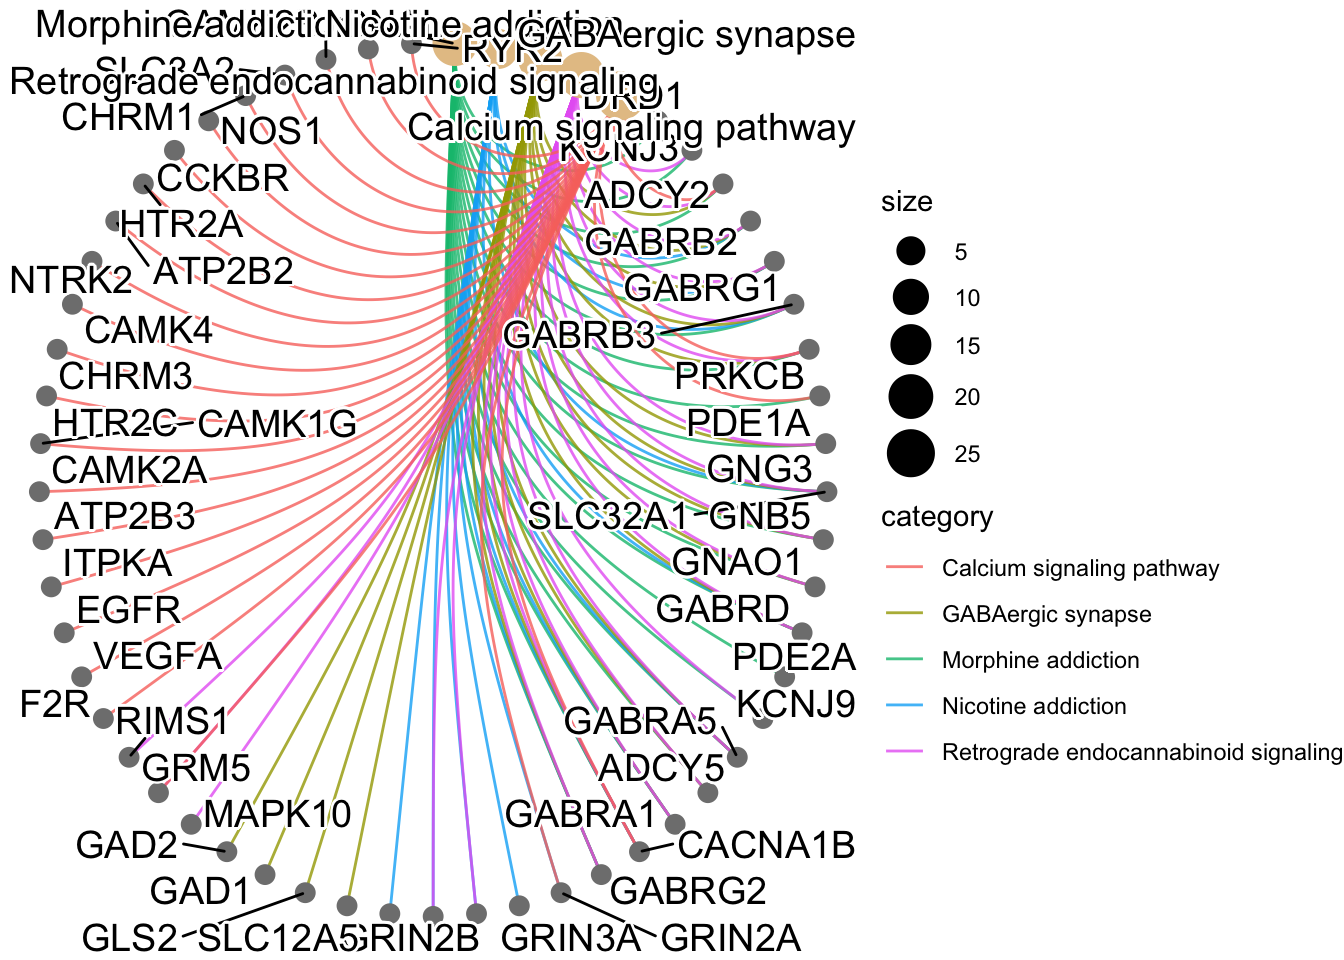 Morphine addiction
Nicotine addiction
GABAergic synapse
RYR2
SLC8A2
Retrograde endocannabinoid signaling
DRD1
CHRM1
NOS1
Calcium signaling pathway
KCNJ3
CCKBR
ADCY2
HTR2A
GABRB2
ATP2B2
NTRK2
GABRG1
CAMK4
GABRB3
CHRM3
PRKCB
HTR2C
CAMK1G
PDE1A
CAMK2A
GNG3
ATP2B3
SLC32A1
GNB5
ITPKA
GNAO1
EGFR
GABRD
VEGFA
PDE2A
F2R
RIMS1
KCNJ9
GABRA5
GRM5
ADCY5
MAPK10
GABRA1
GAD2
CACNA1B
GAD1
GABRG2
GLS2
SLC12A5
GRIN2B
GRIN3A
GRIN2A
size
5
10
15
20
25
category
Calcium signaling pathway
GABAergic synapse
Morphine addiction
Nicotine addiction
Retrograde endocannabinoid signaling